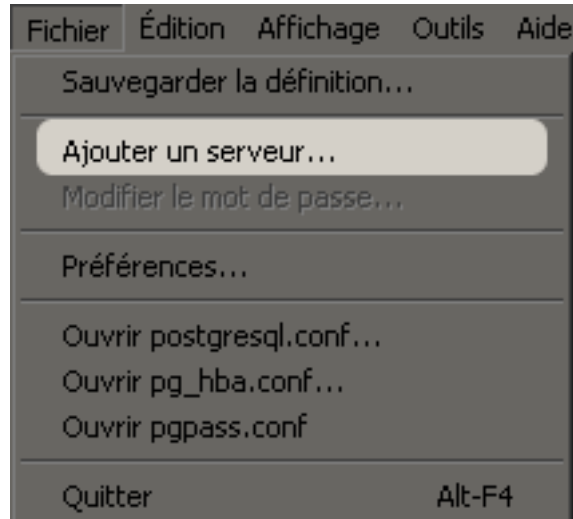 Fichier Édition Affichage Outils Aide
Sauvegarder la définition...
Ajouter un serveur...
Modifier le mot de passe...
Préférences...
Ouvrir postgresql.conf...
Ouvrir pg_hba.conf...
Ouvrir pgpass.conf
Quitter Alt-F4